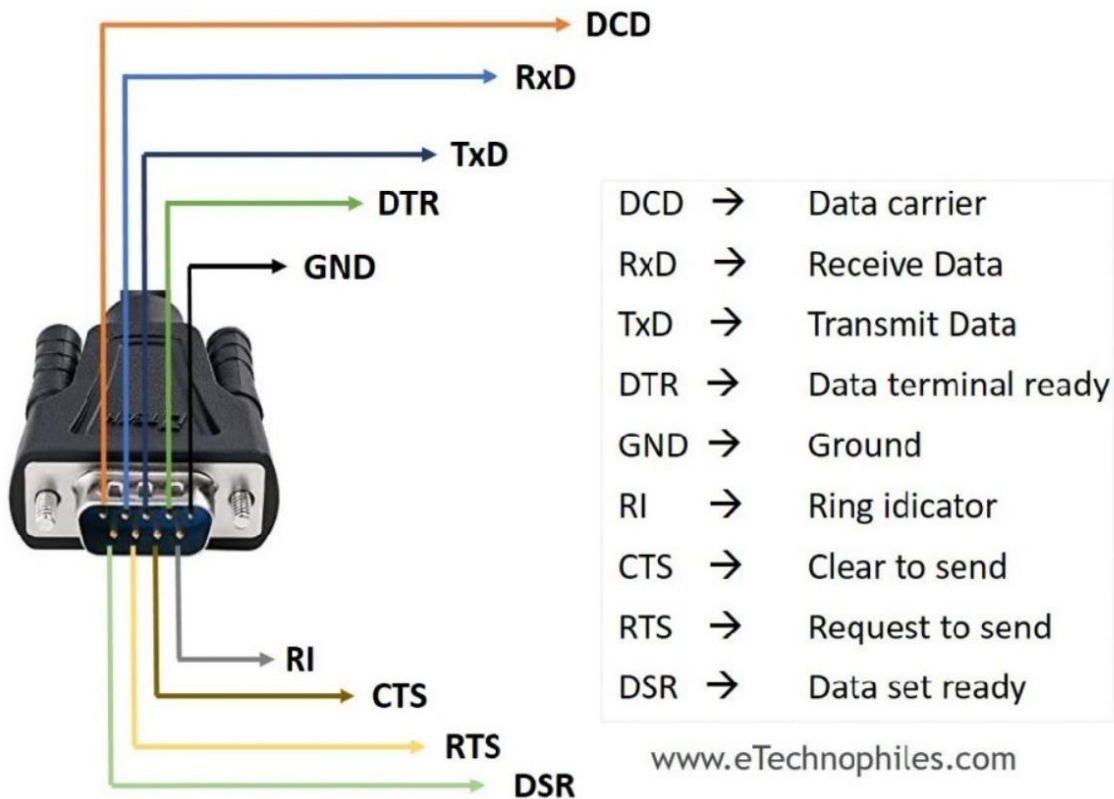 DCD
RxD
TxD
DTR
GND
RI
CTS
RTS
DSR
DCD → Data carrier
RxD → Receive Data
TxD → Transmit Data
DTR → Data terminal ready
GND → Ground
RI → Ring idicator
CTS → Clear to send
RTS → Request to send
DSR → Data set ready
www.eTechnophiles.com